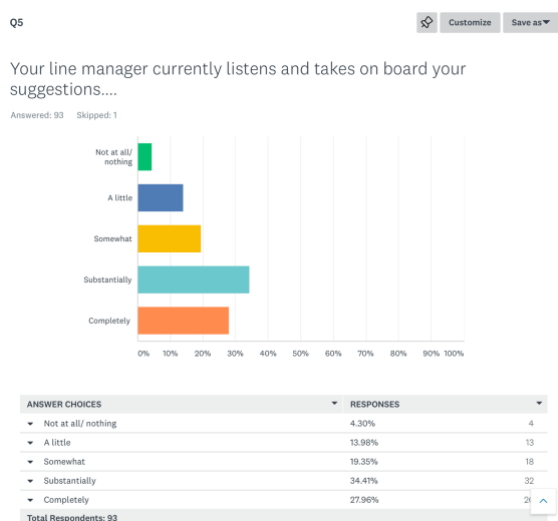 Q5
Customize
Save as
Your line manager currently listens and takes on board your
suggestions....
Answered: 93 Skipped: 1
Not at all/
nothing
A little
Somewhat
Substantially
Completely
0% 10% 20% 30% 40% 50% 60% 70% 80% 90% 100%
ANSWER CHOICES RESPONSES
Not at all/ nothing 4.30% 4
A little 13.98% 13
Somewhat 19.35% 18
Substantially 34.41% 32
Completely 27.96%
Total Respondents: 93